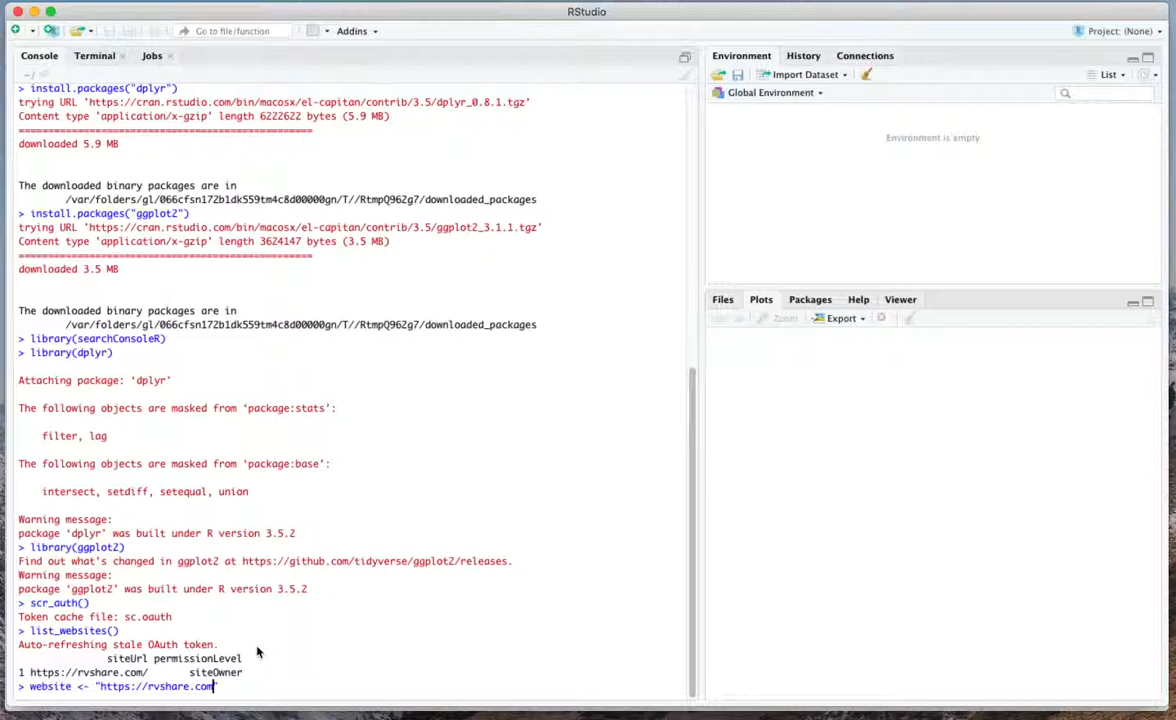 RStudio
Go to file/function
Addins
Project: (None)
Console Terminal Jobs
~/
> install.packages("dplyr")
trying URL 'https://cran.rstudio.com/bin/macosx/el-capitan/contrib/3.5/dplyr_0.8.1.tgz'
Content type 'application/x-gzip' length 6222622 bytes (5.9 MB)
==================================================
downloaded 5.9 MB
The downloaded binary packages are in
/var/folders/gl/066cfsn17Zb1dk559tm4c8d00000gn/T//RtmpQ962g7/downloaded_packages
> install.packages("ggplot2")
trying URL 'https://cran.rstudio.com/bin/macosx/el-capitan/contrib/3.5/ggplot2_3.1.1.tgz'
Content type 'application/x-gzip' length 3624147 bytes (3.5 MB)
==================================================
downloaded 3.5 MB
The downloaded binary packages are in
/var/folders/gl/066cfsn17Zb1dk559tm4c8d00000gn/T//RtmpQ962g7/downloaded_packages
> library(searchConsoleR)
> library(dplyr)
Attaching package: ‘dplyr’
The following objects are masked from ‘package:stats’:
filter, lag
The following objects are masked from ‘package:base’:
intersect, setdiff, setequal, union
Warning message:
package ‘dplyr’ was built under R version 3.5.2
> library(ggplot2)
Find out what's changed in ggplot2 at https://github.com/tidyverse/ggplot2/releases.
Warning message:
package ‘ggplot2’ was built under R version 3.5.2
> scr_auth()
Token cache file: sc.oauth
> list_websites()
Auto-refreshing stale OAuth token.
siteUrl permissionLevel
1 https://rvshare.com/ siteOwner
> website <- "https://rvshare.com"
Environment History Connections
Import Dataset
List
Global Environment
Environment is empty
Files Plots Packages Help Viewer
Zoom Export